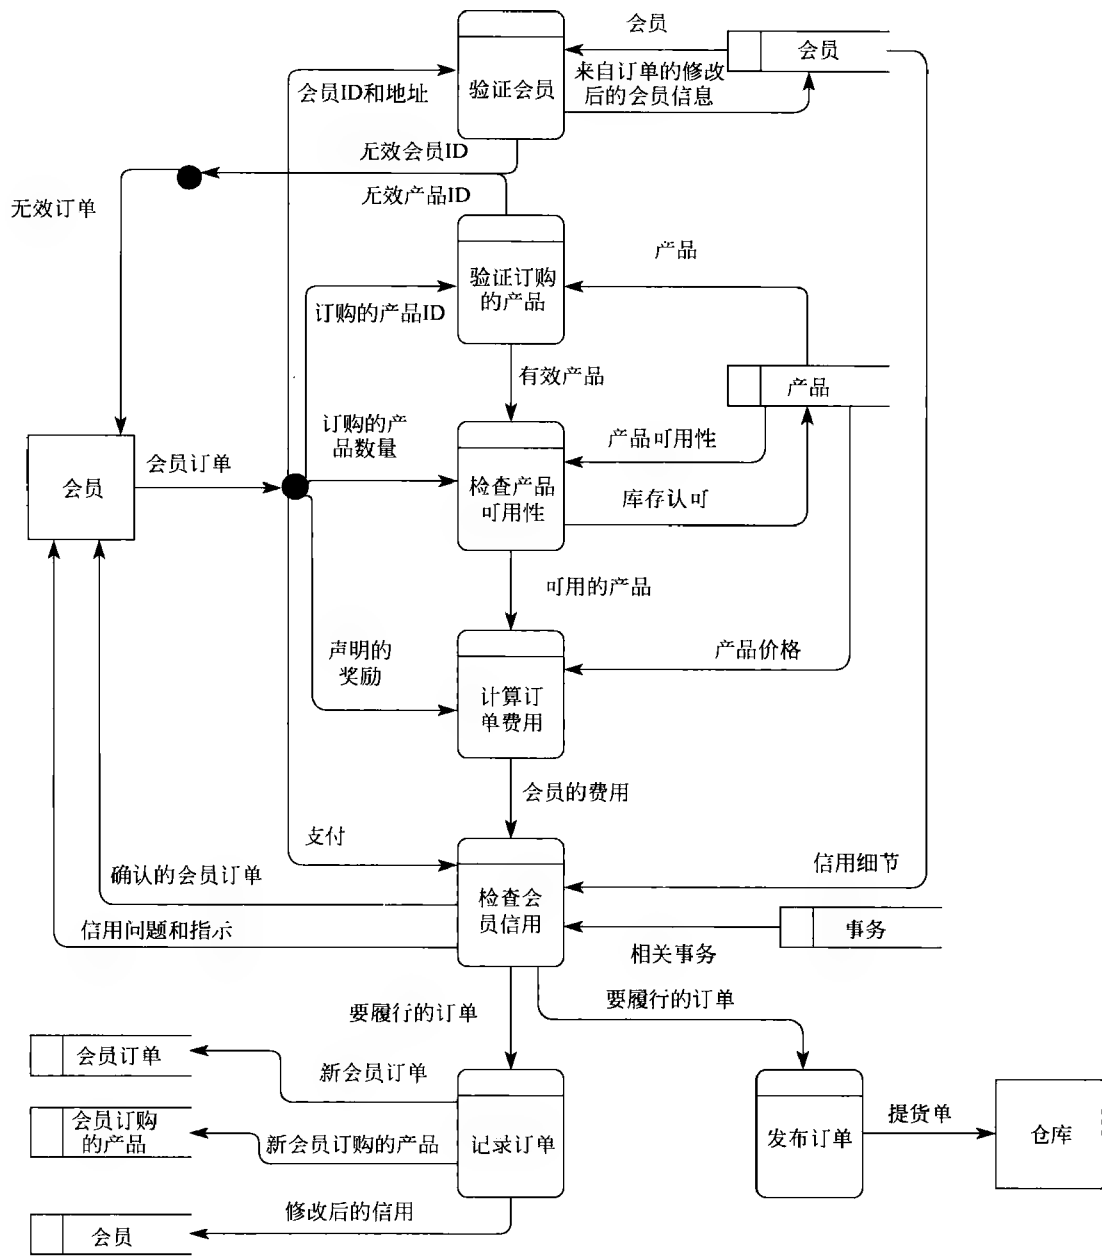 会员
会员
验证会员
来自订单的修改
后的会员信息
会员ID和地址
无效会员ID
无效产品ID
无效订单
产品
验证订购
的产品
订购的产品ID
有效产品
产品
订购的产
品数量
产品可用性
会员订单
会员
检查产品
可用性
库存认可
可用的产品
声明的
奖励
产品价格
计算订
单费用
会员的费用
支付
信用细节
确认的会员订单
检查会
员信用
信用问题和指示
事务
相关事务
要履行的订单
要履行的订单
会员订单
新会员订单
会员订购
的产品
新会员订购的产品
记录订单
发布订单
提货单
仓库
修改后的信用
会员